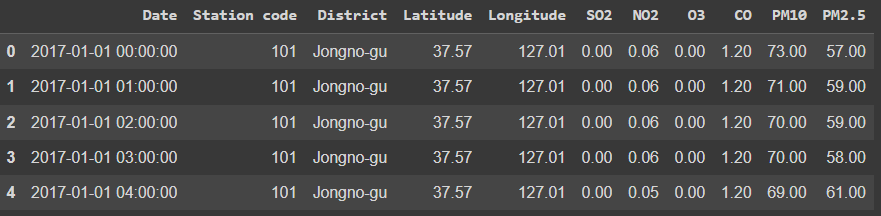 Date Station code District Latitude Longitude SO2 NO2 O3 CO PM10 PM2.5
0 2017-01-01 00:00:00 101 Jongno-gu 37.57 127.01 0.00 0.06 0.00 1.20 73.00 57.00
1 2017-01-01 01:00:00 101 Jongno-gu 37.57 127.01 0.00 0.06 0.00 1.20 71.00 59.00
2 2017-01-01 02:00:00 101 Jongno-gu 37.57 127.01 0.00 0.06 0.00 1.20 70.00 59.00
3 2017-01-01 03:00:00 101 Jongno-gu 37.57 127.01 0.00 0.06 0.00 1.20 70.00 58.00
4 2017-01-01 04:00:00 101 Jongno-gu 37.57 127.01 0.00 0.05 0.00 1.20 69.00 61.00